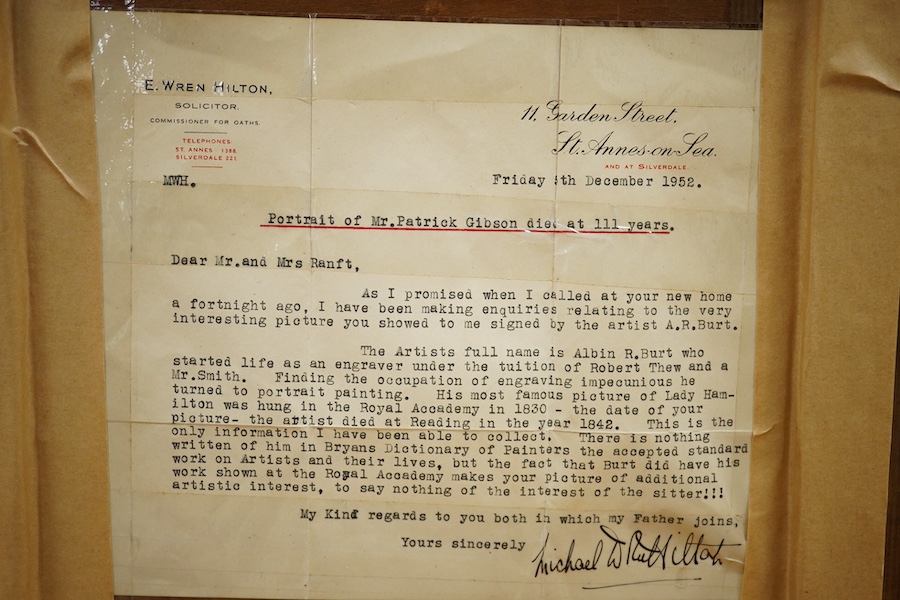 E. WREN HILTON,
SOLICITOR.
COMMISSIONER FOR OATHS.
TELEPHONES:
ST. ANNES 1388.
SILVERDALE 221.
11, Garden Street,
St. Annes-on-Sea.
AND AT SILVERDALE.
MWH.
Friday 5th December 1952.
Portrait of Mr.Patrick Gibson died at 111 years.
Dear Mr.and Mrs Ranft,
As I promised when I called at your new home
a fortnight ago, I have been making enquiries relating to the very
interesting picture you showed to me signed by the artist A.R.Burt.
The Artists full name is Albin R.Burt who
started life as an engraver under the tuition of Robert Thew and a
Mr.Smith. Finding the occupation of engraving impecunious he
turned to portrait painting. His most famous picture of Lady Ham-
ilton was hung in the Royal Accademy in 1830 - the date of your
picture- the artist died at Reading in the year 1842. This is the
only information I have been able to collect. There is nothing
written of him in Bryans Dictionary of Painters the accepted standard
work on Artists and their lives, but the fact that Burt did have his
work shown at the Royal Accademy makes your picture of additional
artistic interest, to say nothing of the interest of the sitter!!!
My Kind regards to you both in which my Father joins,
Yours sincerely
Michael Hilton